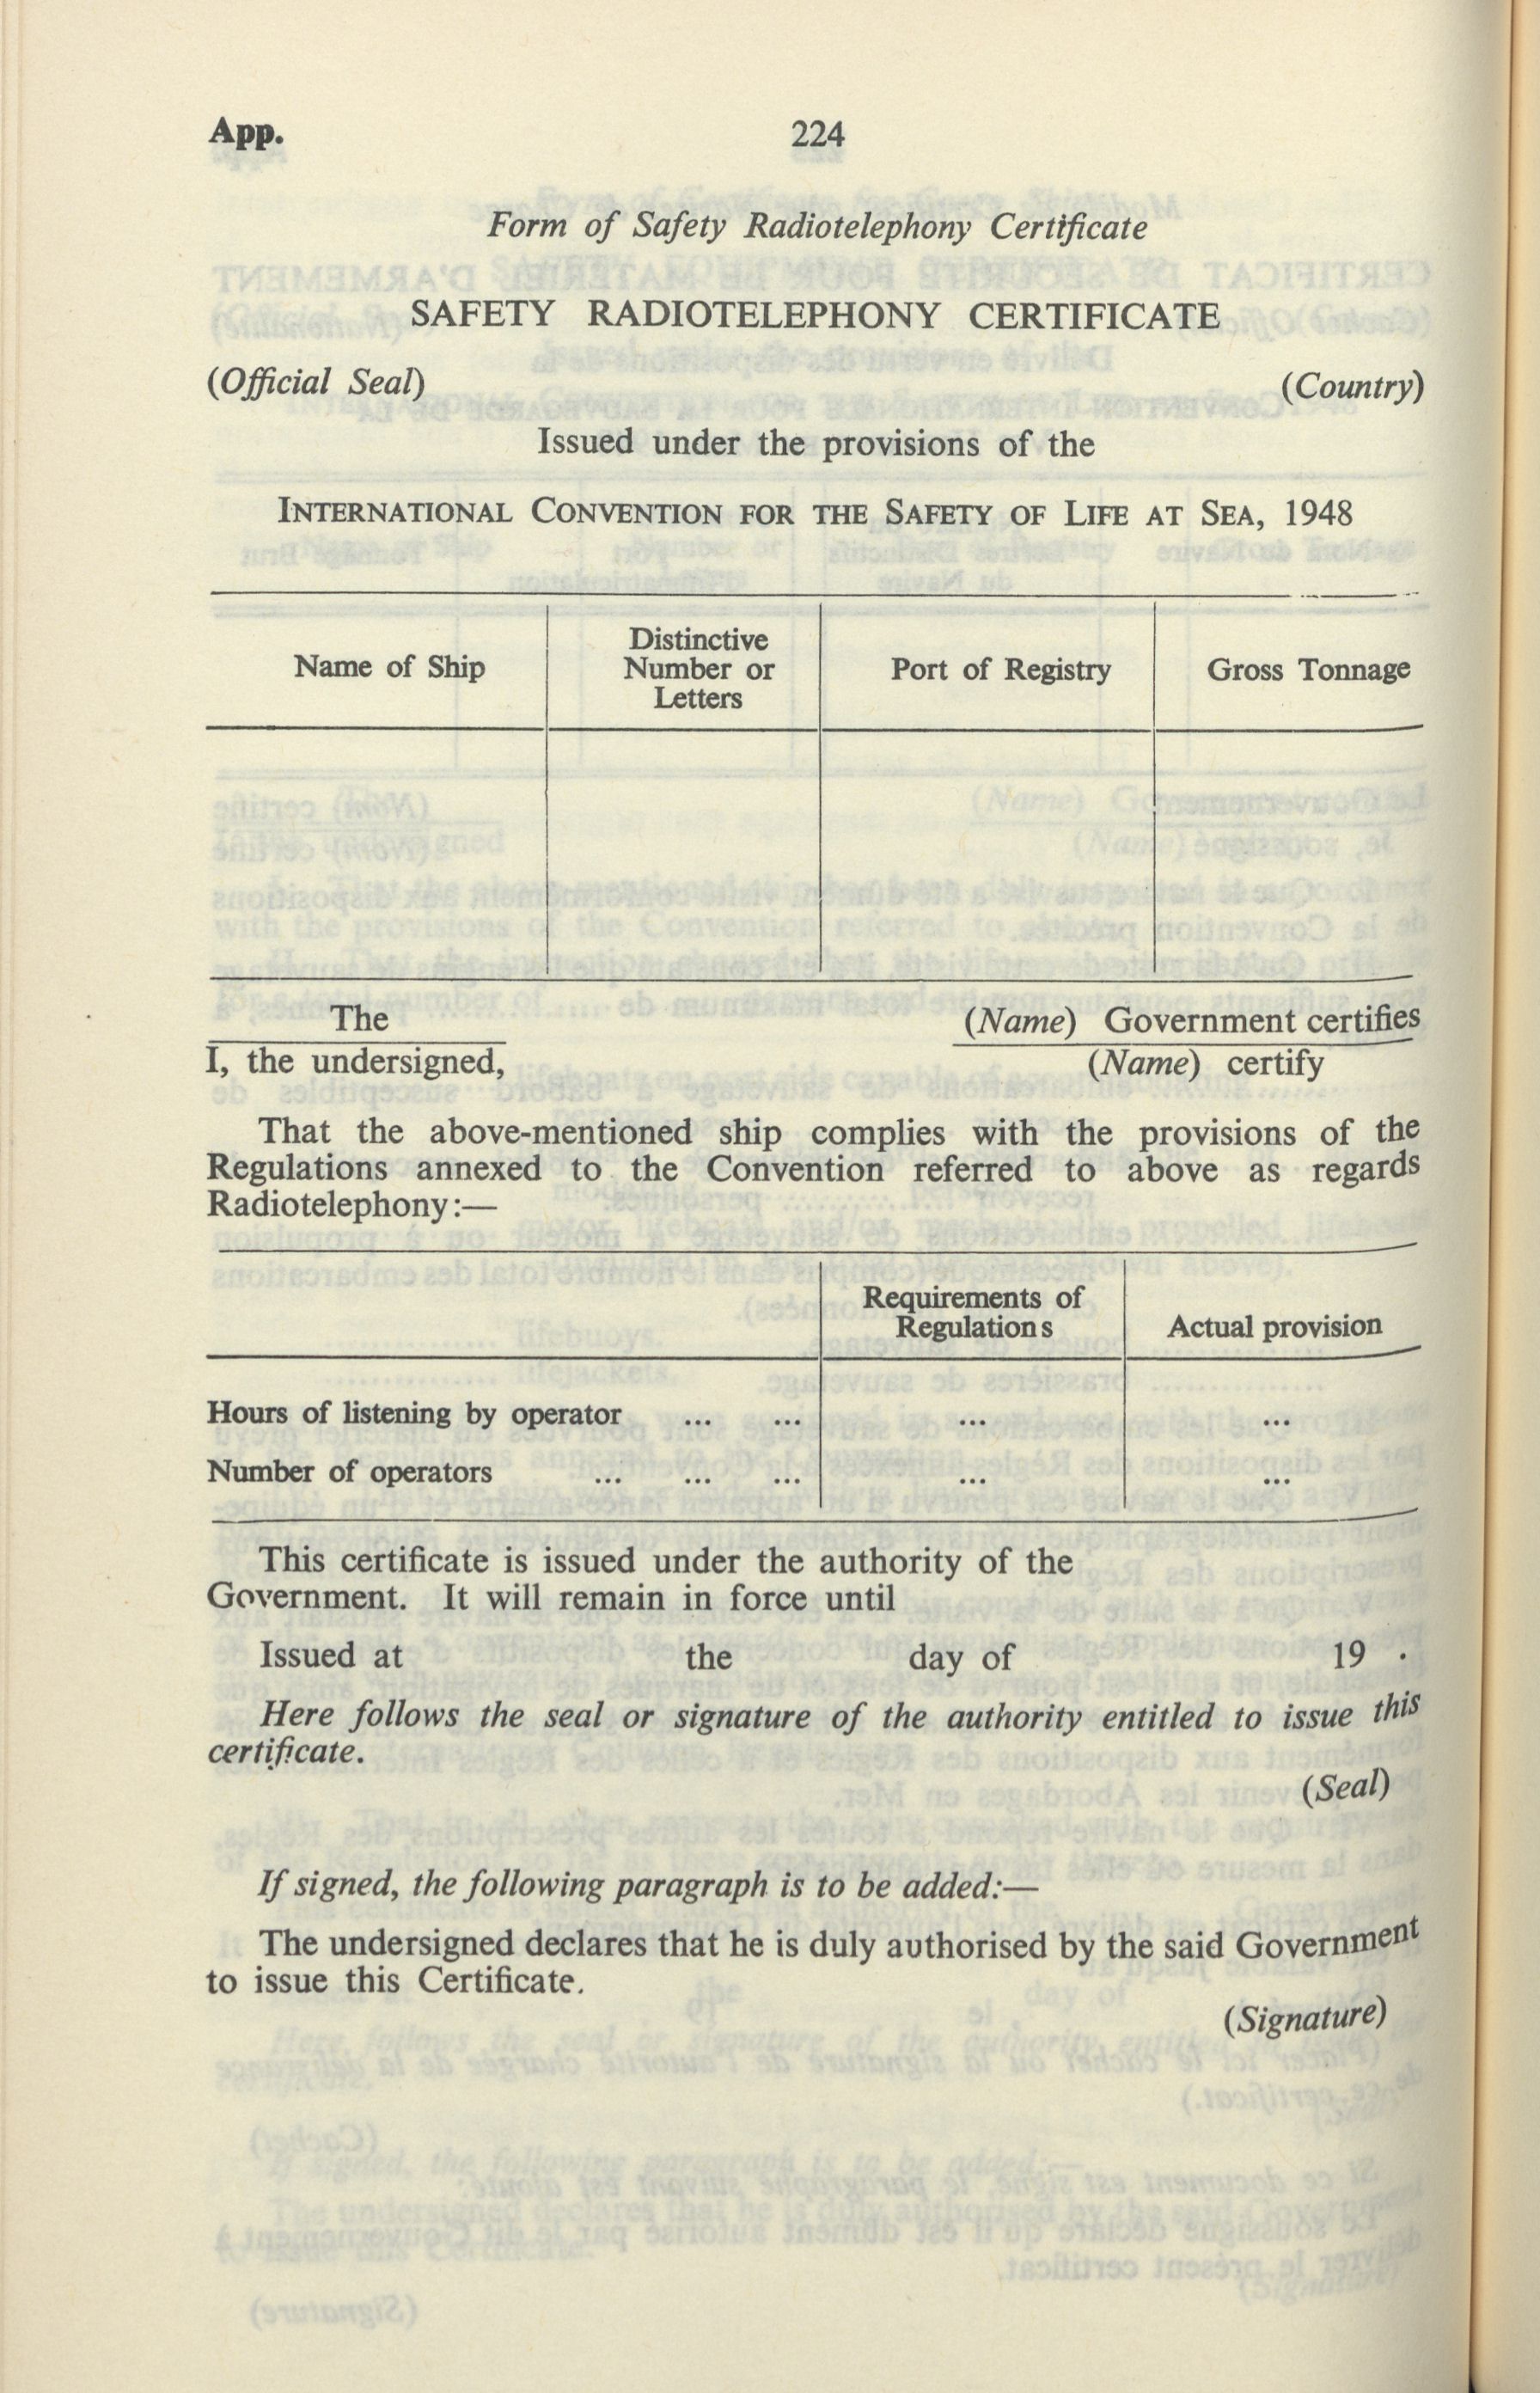 App.
224
Form of Safety Radiotelephony Certificate
SAFETY RADIOTELEPHONY CERTIFICATE
(Official Seal) (Country)
Issued under the provisions of the
INTERNATIONAL CONVENTION FOR THE SAFETY OF LIFE AT SEA, 1948
Name of Ship
Distinctive
Number or
Letters
Port of Registry
Gross Tonnage
The (Name) Government certifies
I, the undersigned, (Name) certify
That the above-mentioned ship complies with the provisions of the
Regulations annexed to the Convention referred to above as regards
Radiotelephony:—
Requirements of
Regulations
Actual provision
Hours of listening by operator ... ... ... ...
Number of operators ... ... ... ... ...
This certificate is issued under the authority of the
Government. It will remain in force until
Issued at the day of 19 .
Here follows the seal or signature of the authority entitled to issue this
certificate.
(Seal)
If signed, the following paragraph is to be added:—
The undersigned declares that he is duly authorised by the said Government
to issue this Certificate.
(Signature)